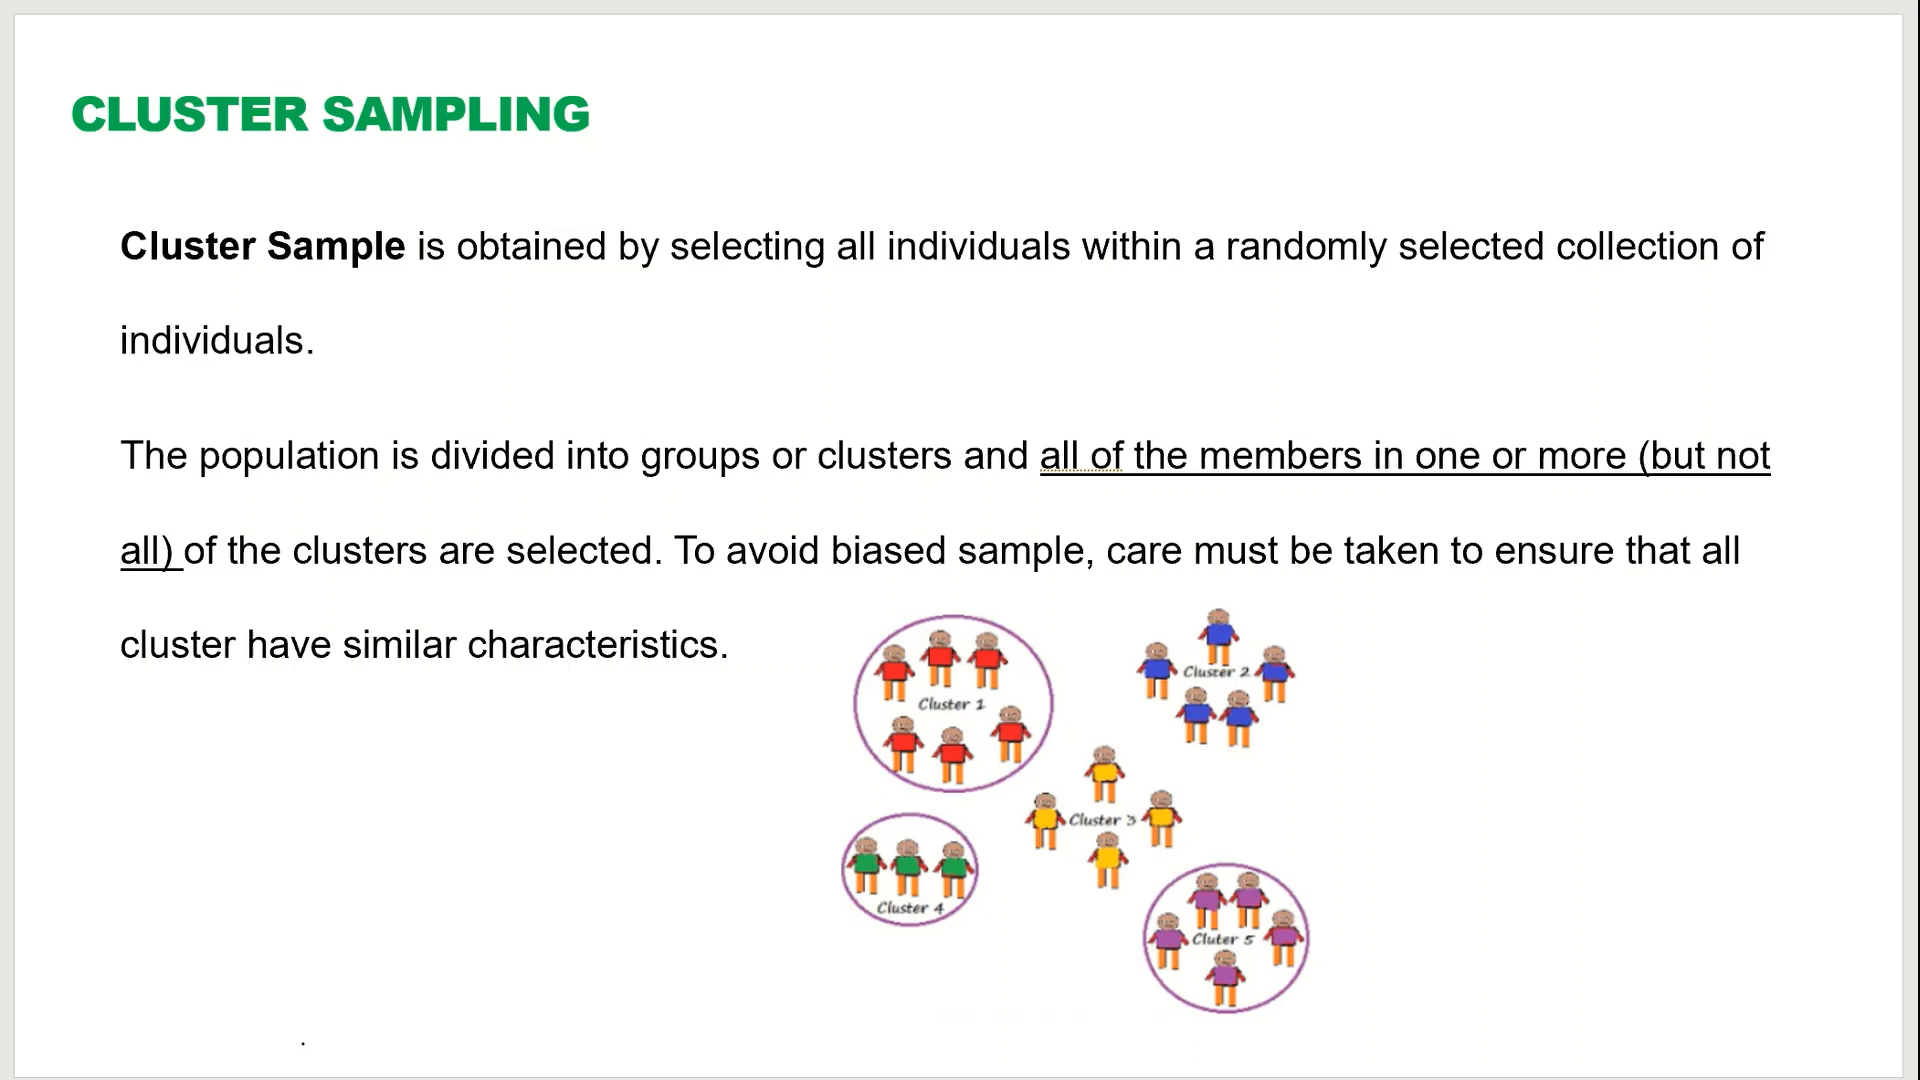 CLUSTER SAMPLING
Cluster Sample is obtained by selecting all individuals within a randomly selected collection of
individuals.
The population is divided into groups or clusters and all of the members in one or more (but not
all) of the clusters are selected. To avoid biased sample, care must be taken to ensure that all
cluster have similar characteristics.
Cluster 1
Cluster 2
Cluster 3
Cluster 4
Cluter 5
.